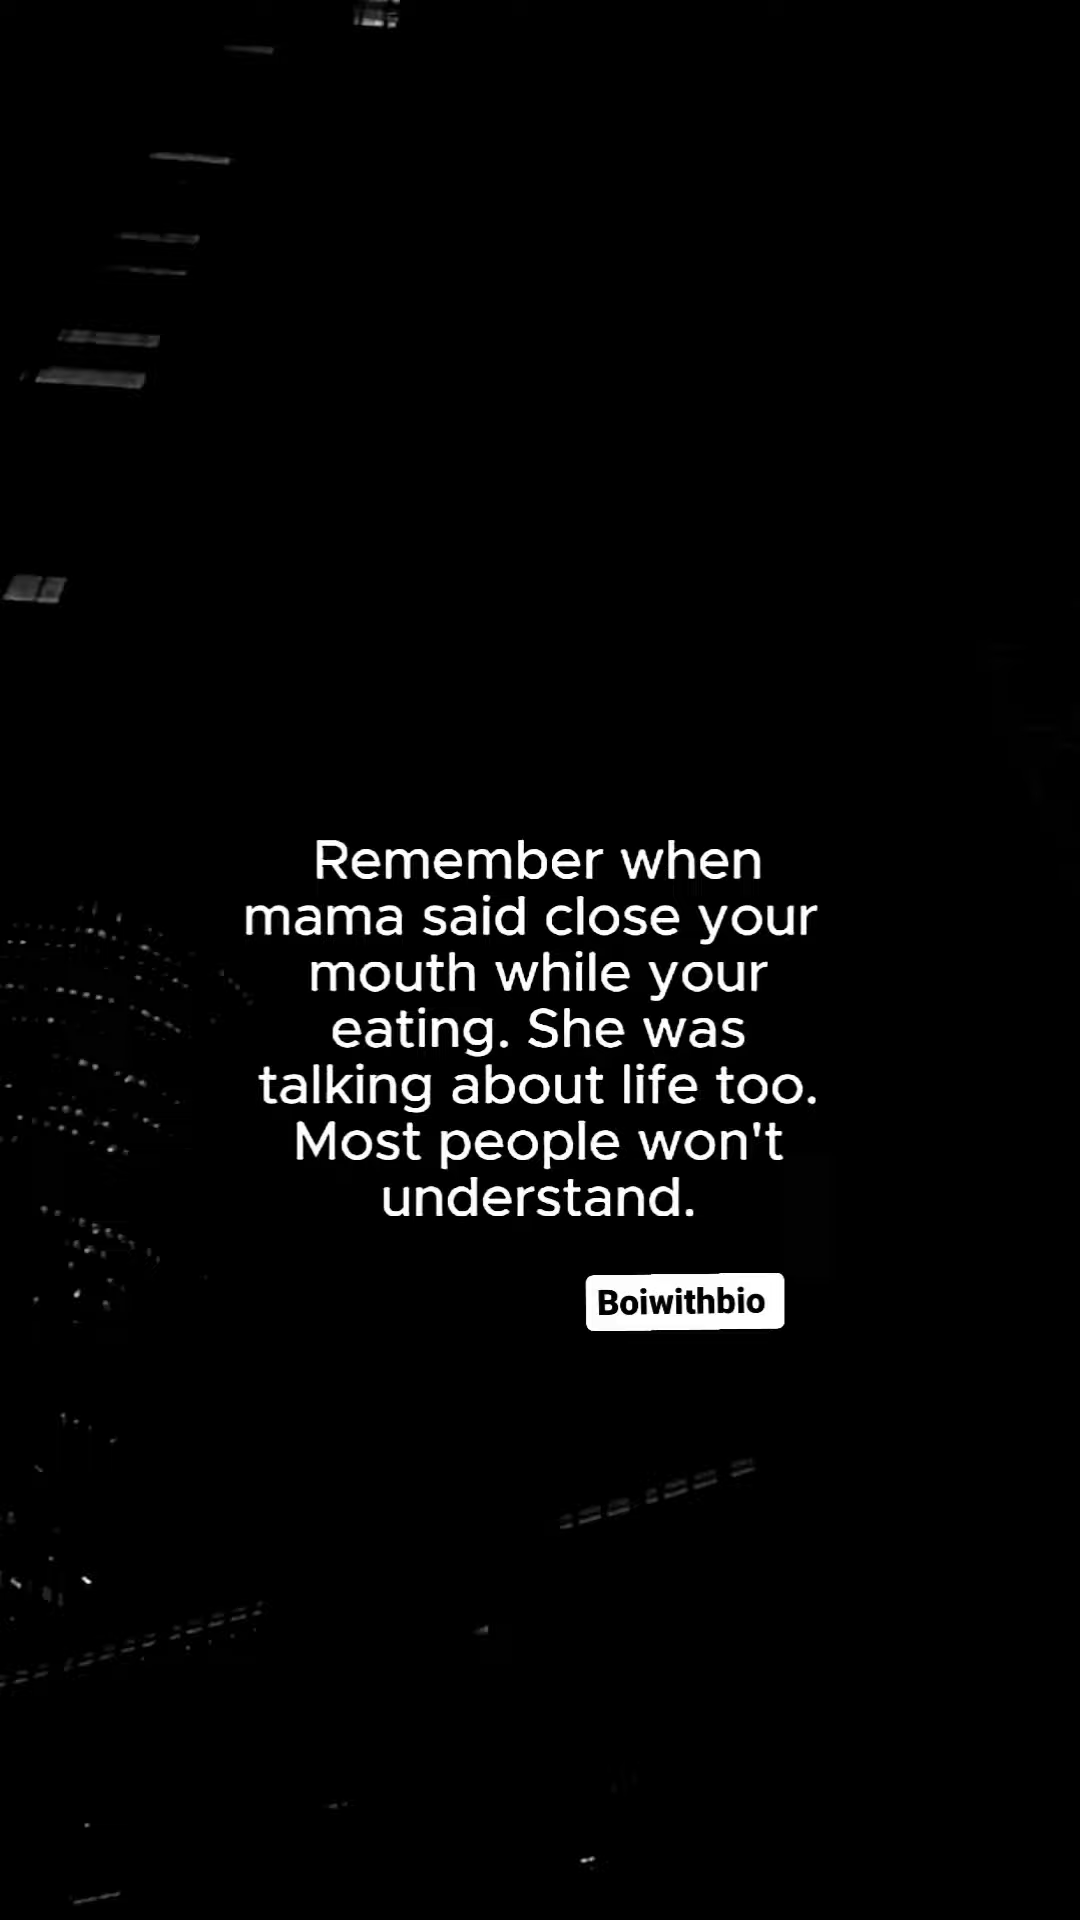 Remember when
mama said close your
mouth while your
eating. She was
talking about life too.
Most people won't
understand.
Boiwithbio